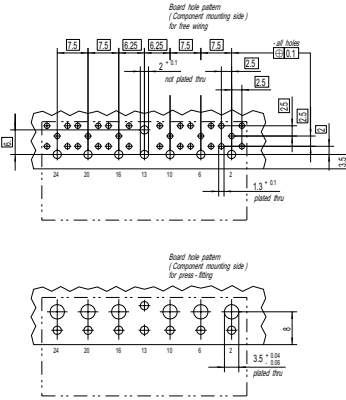 Board hole pattern
( Component mounting side )
for free wiring
7.5 7.5 6.25 6.25 7.5 7.5
- all holes
⌖ 0.1
2 + 0.1
not plated thru
2.5
2.5
2.5
2
3.5
24 20 16 13 10 6 2
1.3 + 0.1
plated thru
Board hole pattern
( Component mounting side )
for press - fitting
24 20 16 13 10 6 2
8
3.5 + 0.04
- 0.06
plated thru